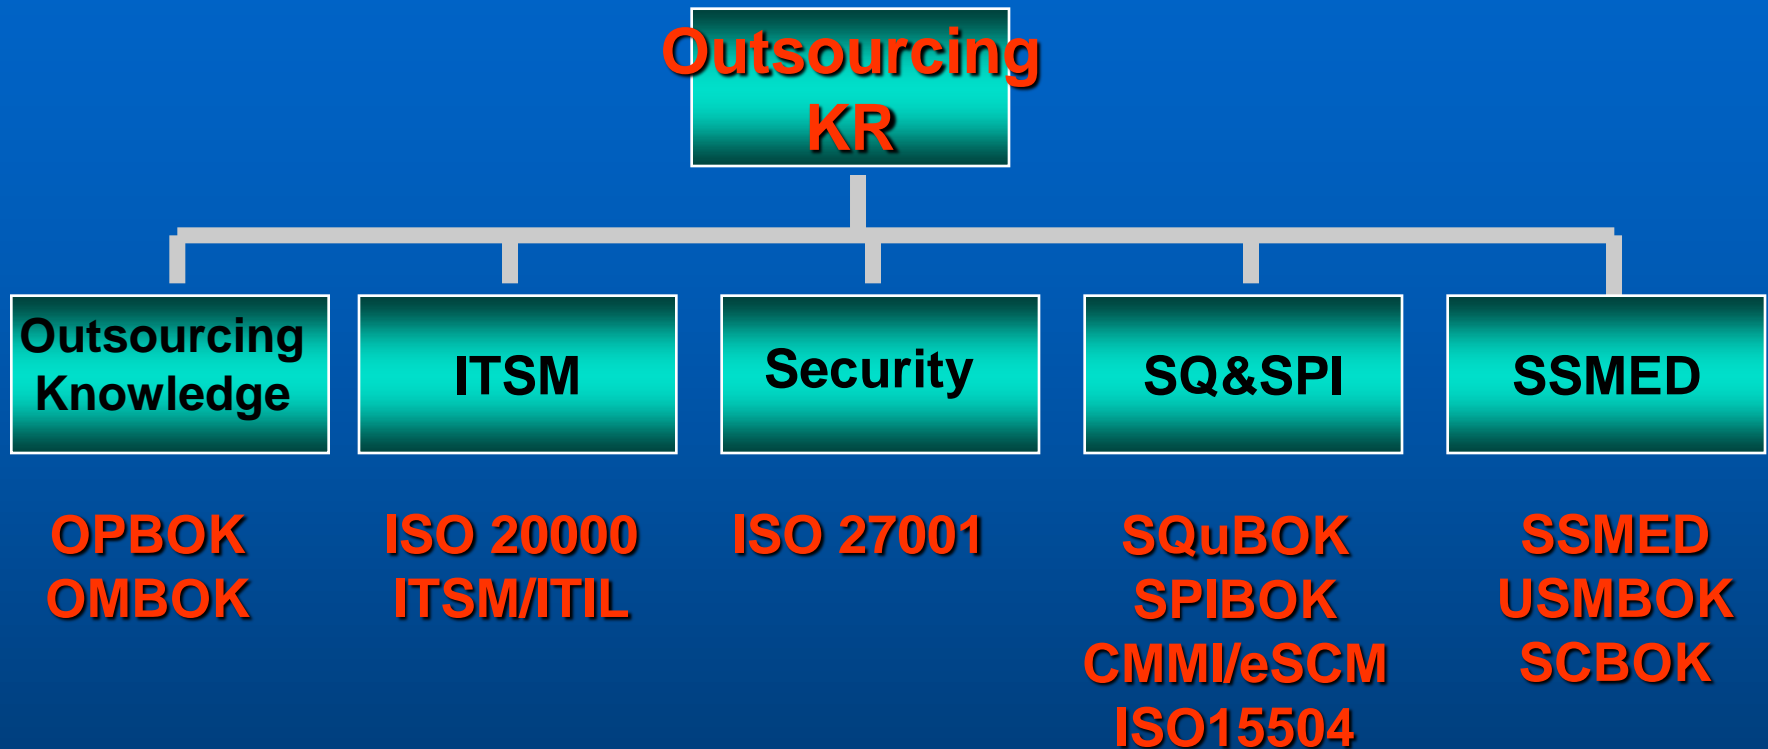 Outsourcing
KR
Outsourcing
Knowledge
ITSM
Security
SQ&SPI
SSMED
OPBOK
OMBOK
ISO 20000
ITSM/ITIL
ISO 27001
SQuBOK
SPIBOK
CMMI/eSCM
ISO15504
SSMED
USMBOK
SCBOK